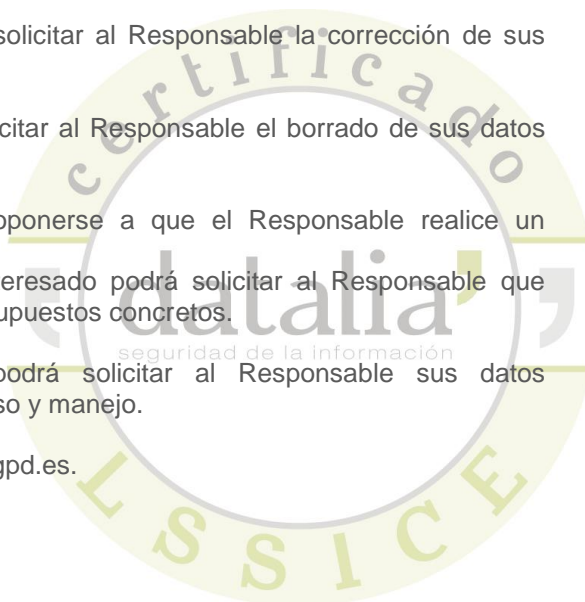 solicitar al Responsable la corrección de sus
certificado
citar al Responsable el borrado de sus datos
oponerse a que el Responsable realice un
teresado podrá solicitar al Responsable que
upuestos concretos.
datalia
seguridad de la información
podrá solicitar al Responsable sus datos
so y manejo.
gpd.es.
LSSICE